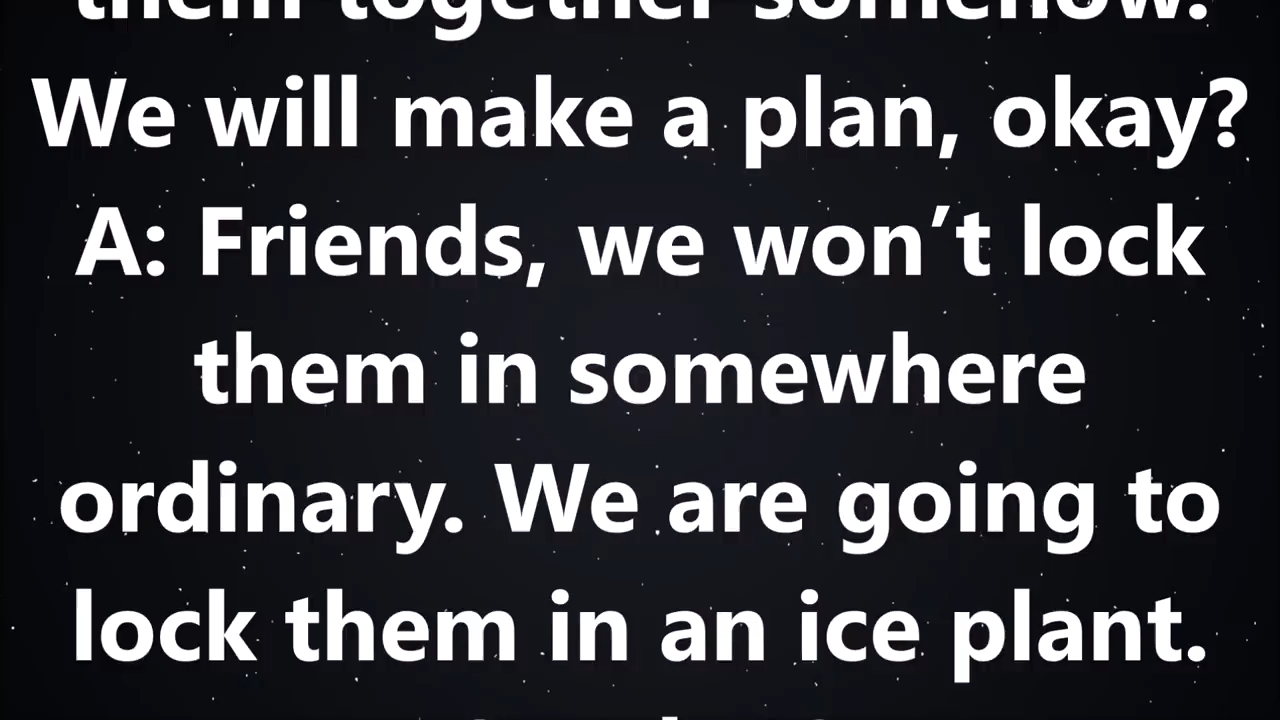 them together somehow.
We will make a plan, okay?
A: Friends, we won’t lock
them in somewhere
ordinary. We are going to
lock them in an ice plant.